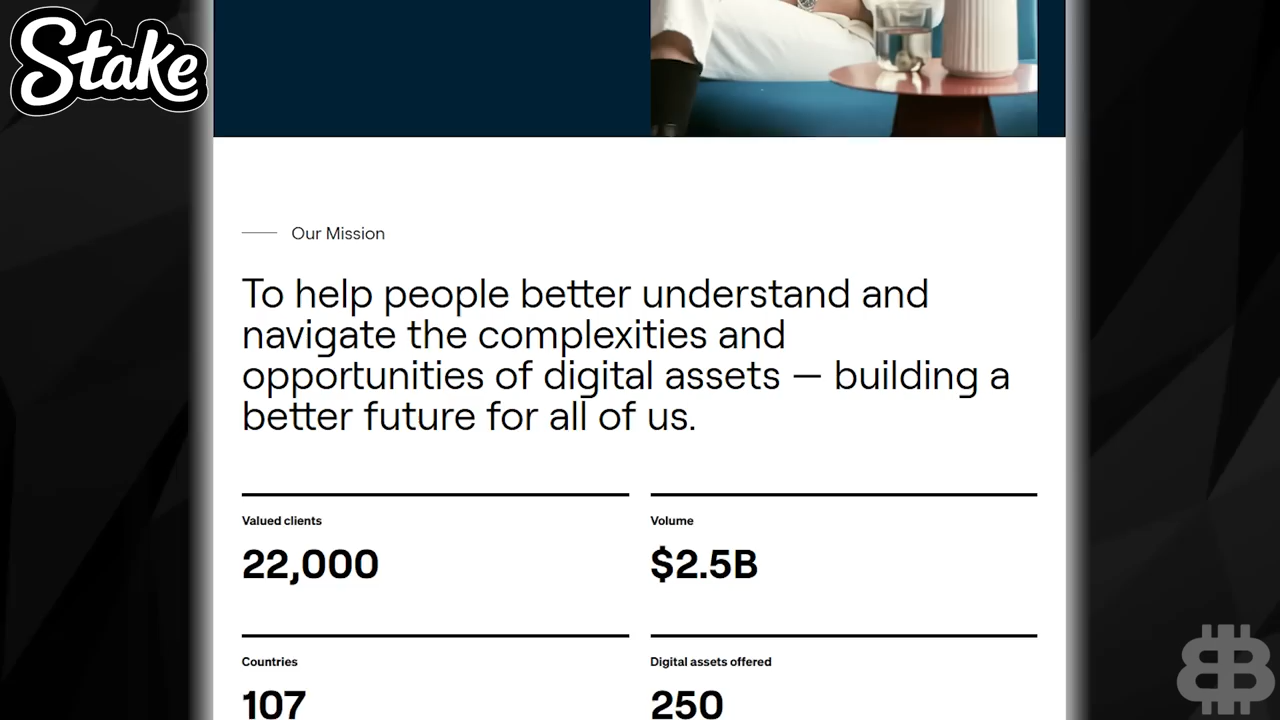 Stake
Our Mission
To help people better understand and
navigate the complexities and
opportunities of digital assets — building a
better future for all of us.
Valued clients
22,000
Volume
$2.5B
Countries
107
Digital assets offered
250